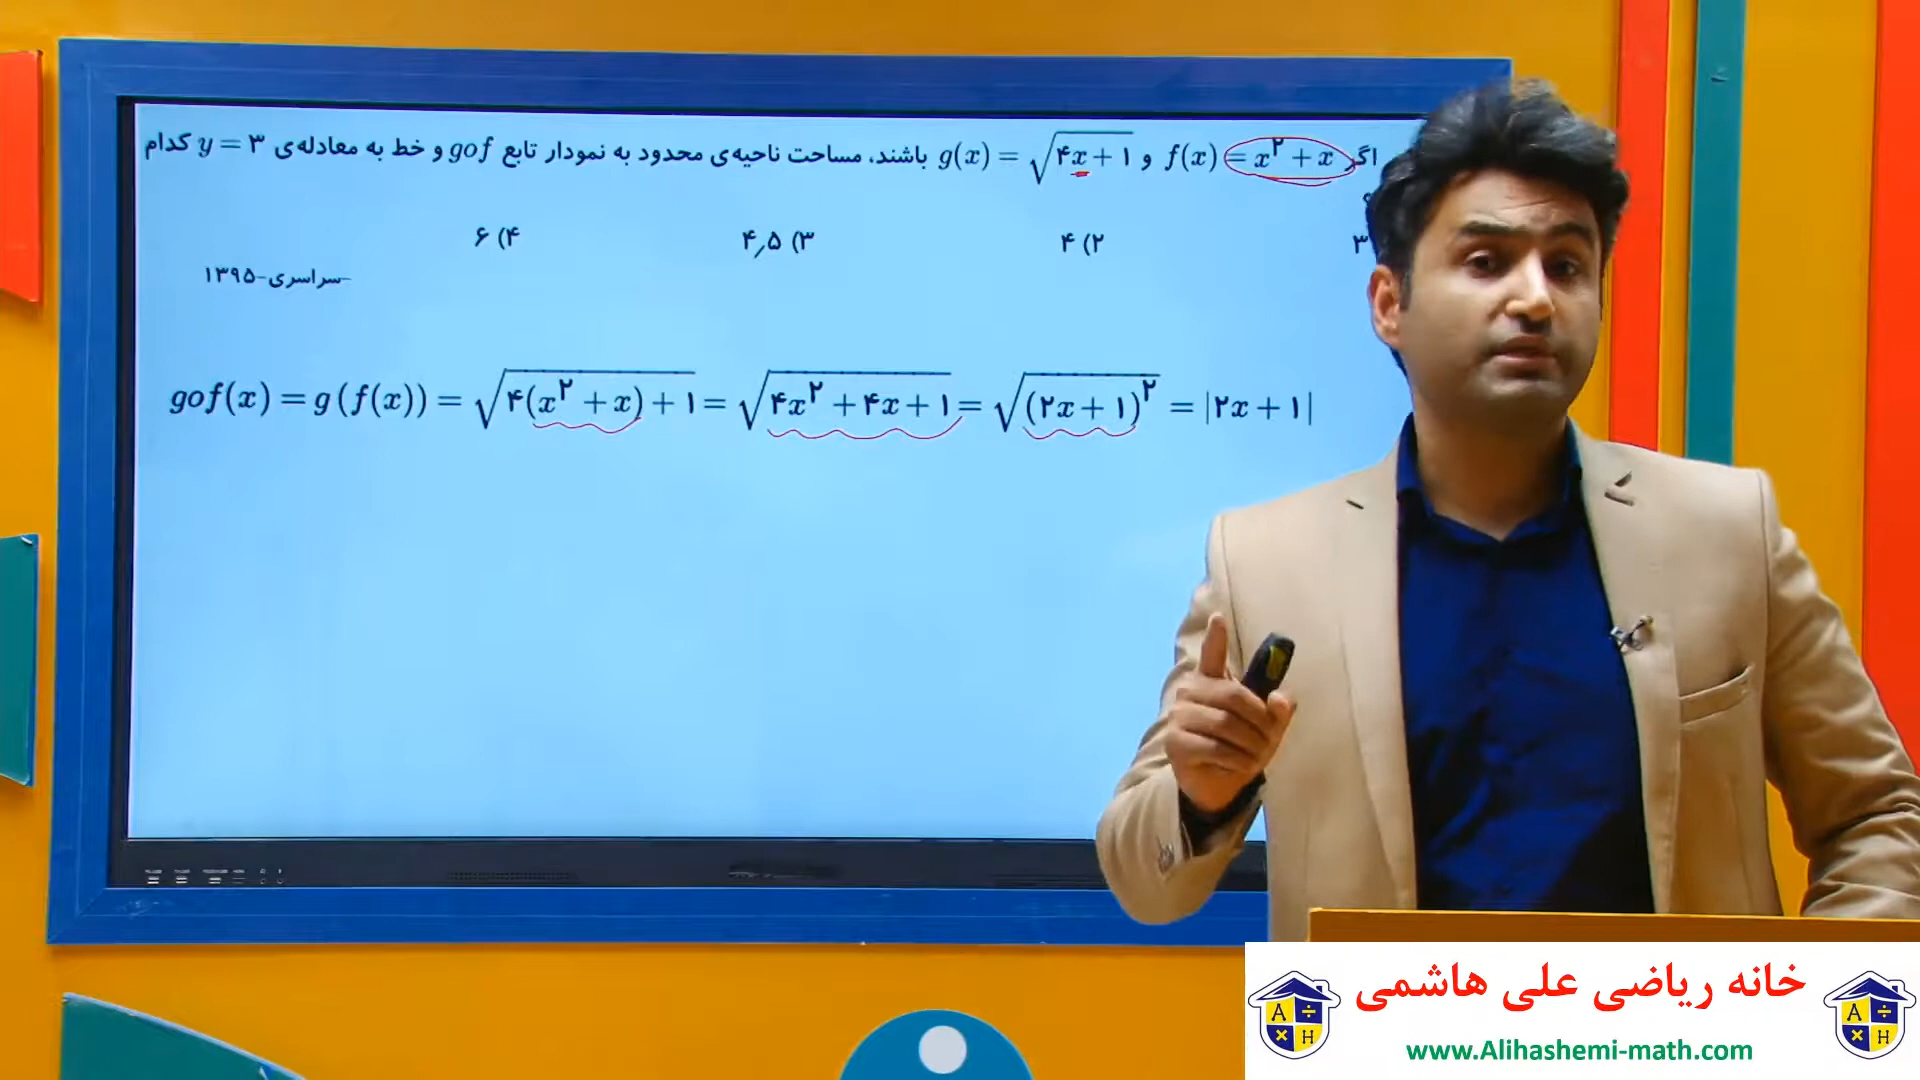 اگر f(x) = x۲ + x و g(x) = √۴x + ۱ باشند، مساحت ناحیه‌ی محدود به نمودار تابع gof و خط به معادله‌ی y = ۳ کدام
۳ ۲) ۴ ۳) ۴٫۵ ۴) ۶
-سراسری-۱۳۹۵
gof(x) = g(f(x)) = √۴(x۲ + x) + ۱ = √۴x۲ + ۴x + ۱ = √(۲x + ۱)۲ = |۲x + ۱|
خانه ریاضی علی هاشمی
www.Alihashemi-math.com
A ÷ × H
A ÷ × H